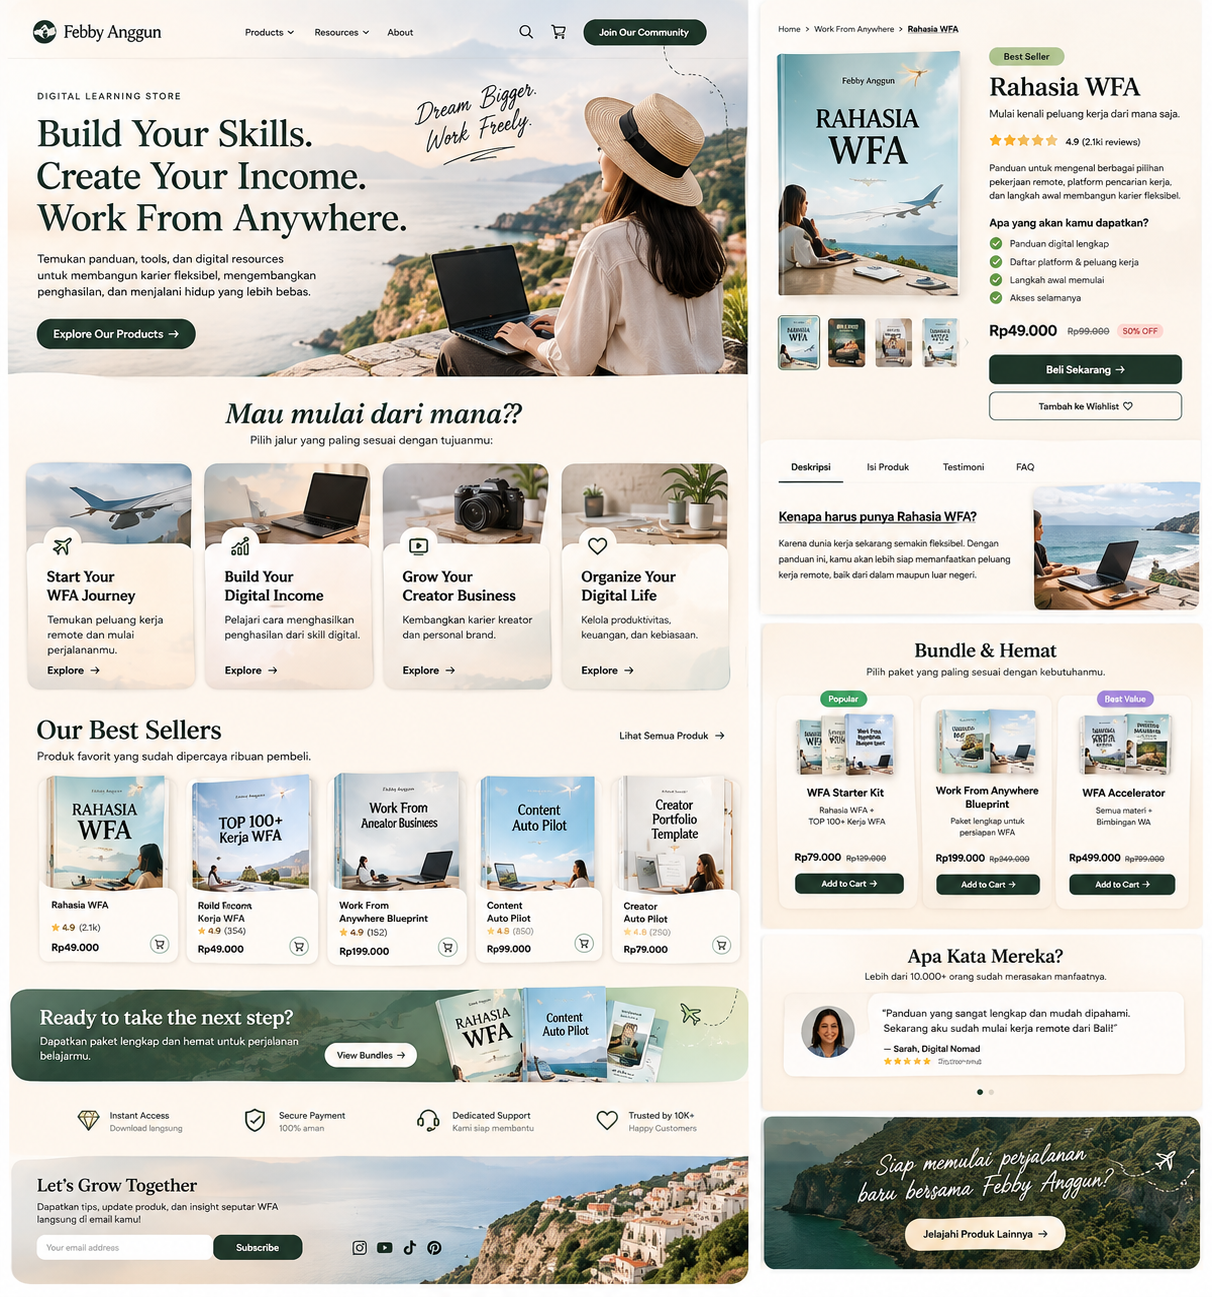 Febby Anggun
Products
Resources
About
Join Our Community
DIGITAL LEARNING STORE
Build Your Skills.
Create Your Income.
Work From Anywhere.
Dream Bigger.
Work Freely.
Temukan panduan, tools, dan digital resources
untuk membangun karier fleksibel, mengembangkan
penghasilan, dan menjalani hidup yang lebih bebas.
Explore Our Products →
Mau mulai dari mana??
Pilih jalur yang paling sesuai dengan tujuanmu:
Start Your
WFA Journey
Temukan peluang kerja
remote dan mulai
perjalananmu.
Explore →
Build Your
Digital Income
Pelajari cara menghasilkan
penghasilan dari skill digital.
Explore →
Grow Your
Creator Business
Kembangkan karier kreator
dan personal brand.
Explore →
Organize Your
Digital Life
Kelola produktivitas,
keuangan, dan kebiasaan.
Explore →
Our Best Sellers
Produk favorit yang sudah dipercaya ribuan pembeli.
Lihat Semua Produk →
RAHASIA
WFA
Rahasia WFA
4.9 (2.1k)
Rp49.000
TOP 100+
Kerja WFA
Kerja WFA
4.9 (354)
Rp49.000
Work From
Work From
Anywhere Blueprint
4.9 (152)
Rp199.000
Content
Auto Pilot
Content
Auto Pilot
4.8 (850)
Rp99.000
Creator
Portfolio
Template
Creator
Auto Pilot
4.8 (250)
Rp79.000
Ready to take the next step?
Dapatkan paket lengkap dan hemat untuk perjalanan
belajarmu.
View Bundles →
RAHASIA
WFA
Content
Auto Pilot
Instant Access
Download langsung
Secure Payment
100% aman
Dedicated Support
Kami siap membantu
Trusted by 10K+
Happy Customers
Let's Grow Together
Dapatkan tips, update produk, dan insight seputar WFA
langsung di email kamu!
Your email address
Subscribe
Home > Work From Anywhere > Rahasia WFA
Febby Anggun
RAHASIA
WFA
Best Seller
Rahasia WFA
Mulai kenali peluang kerja dari mana saja.
4.9 (2.1ki reviews)
Panduan untuk mengenal berbagai pilihan
pekerjaan remote, platform pencarian kerja,
dan langkah awal membangun karier fleksibel.
Apa yang akan kamu dapatkan?
Panduan digital lengkap
Daftar platform & peluang kerja
Langkah awal memulai
Akses selamanya
Rp49.000 Rp99.000 50% OFF
Beli Sekarang →
Tambah ke Wishlist
Deskripsi
Isi Produk
Testimoni
FAQ
Kenapa harus punya Rahasia WFA?
Karena dunia kerja sekarang semakin fleksibel. Dengan
panduan ini, kamu akan lebih siap memanfaatkan peluang
kerja remote, baik dari dalam maupun luar negeri.
Bundle & Hemat
Pilih paket yang paling sesuai dengan kebutuhanmu.
Popular
WFA Starter Kit
Rahasia WFA +
TOP 100+ Kerja WFA
Rp79.000 Rp129.000
Add to Cart →
Work From Anywhere
Blueprint
Paket lengkap untuk
persiapan WFA
Rp199.000 Rp349.000
Add to Cart →
Best Value
WFA Accelerator
Semua materi +
Bimbingan WA
Rp499.000 Rp799.000
Add to Cart →
Apa Kata Mereka?
Lebih dari 10.000+ orang sudah merasakan manfaatnya.
"Panduan yang sangat lengkap dan mudah dipahami.
Sekarang aku sudah mulai kerja remote dari Bali!"
— Sarah, Digital Nomad
Siap memulai perjalanan
baru bersama Febby Anggun?
Jelajahi Produk Lainnya →